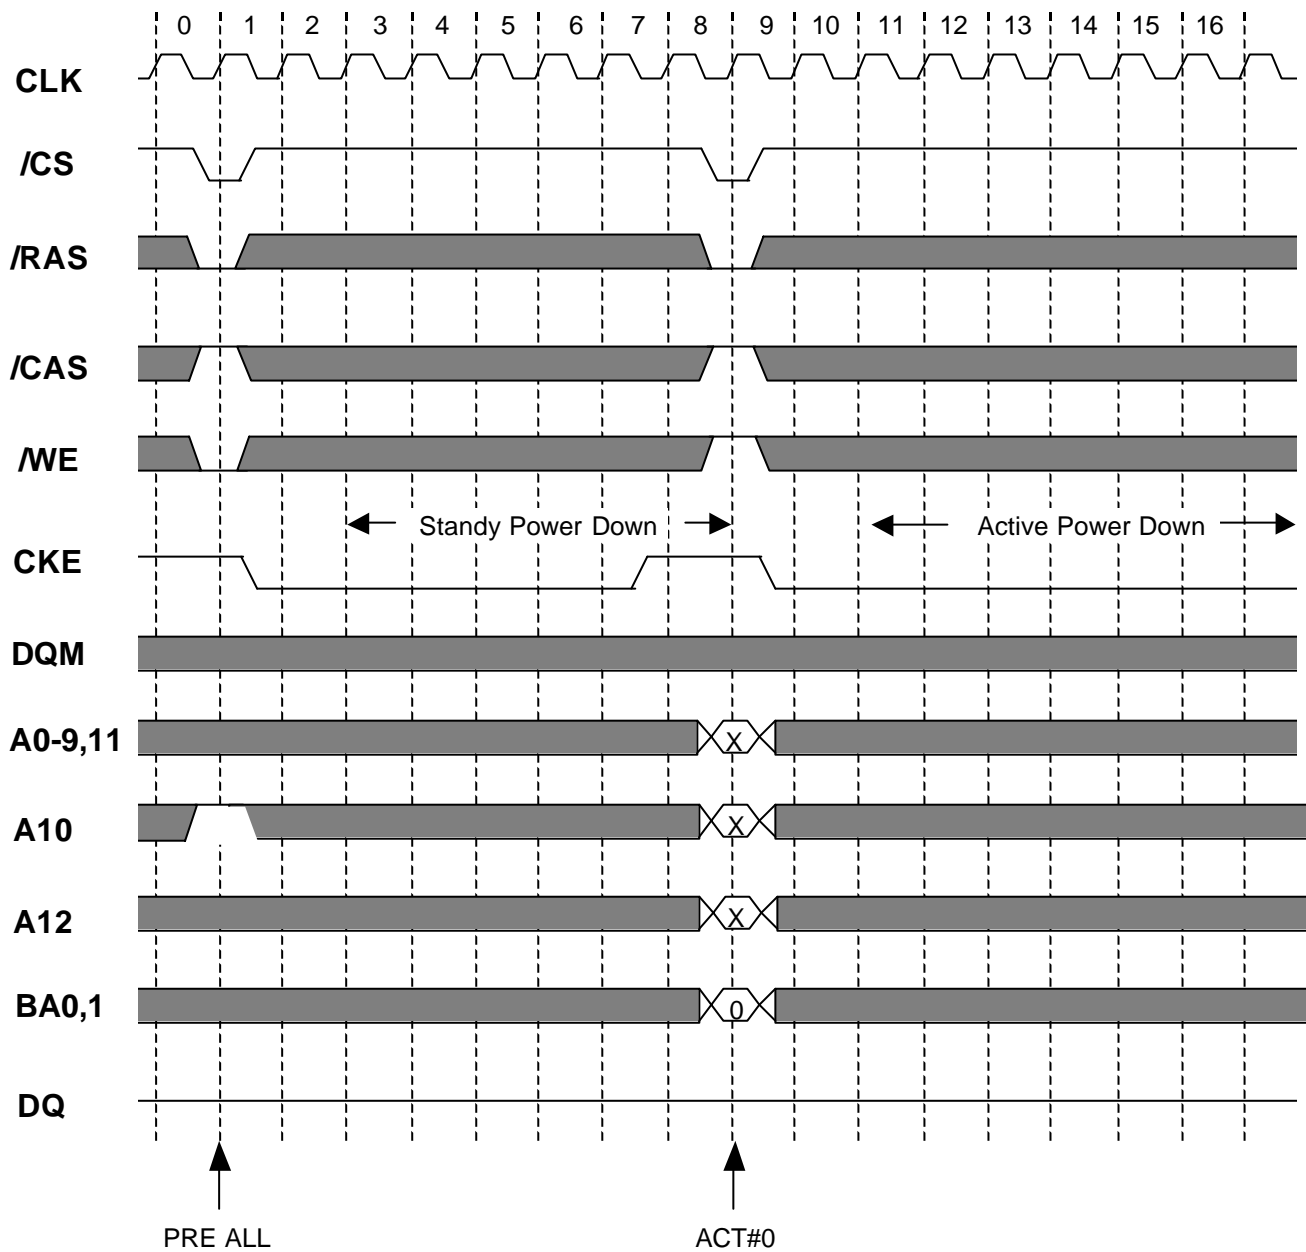 0 1 2 3 4 5 6 7 8 9 10 11 12 13 14 15 16
CLK
/CS
/RAS
/CAS
/WE
Standy Power Down Active Power Down
CKE
DQM
A0-9,11 X
A10 X
A12 X
BA0,1 0
DQ
PRE ALL ACT#0